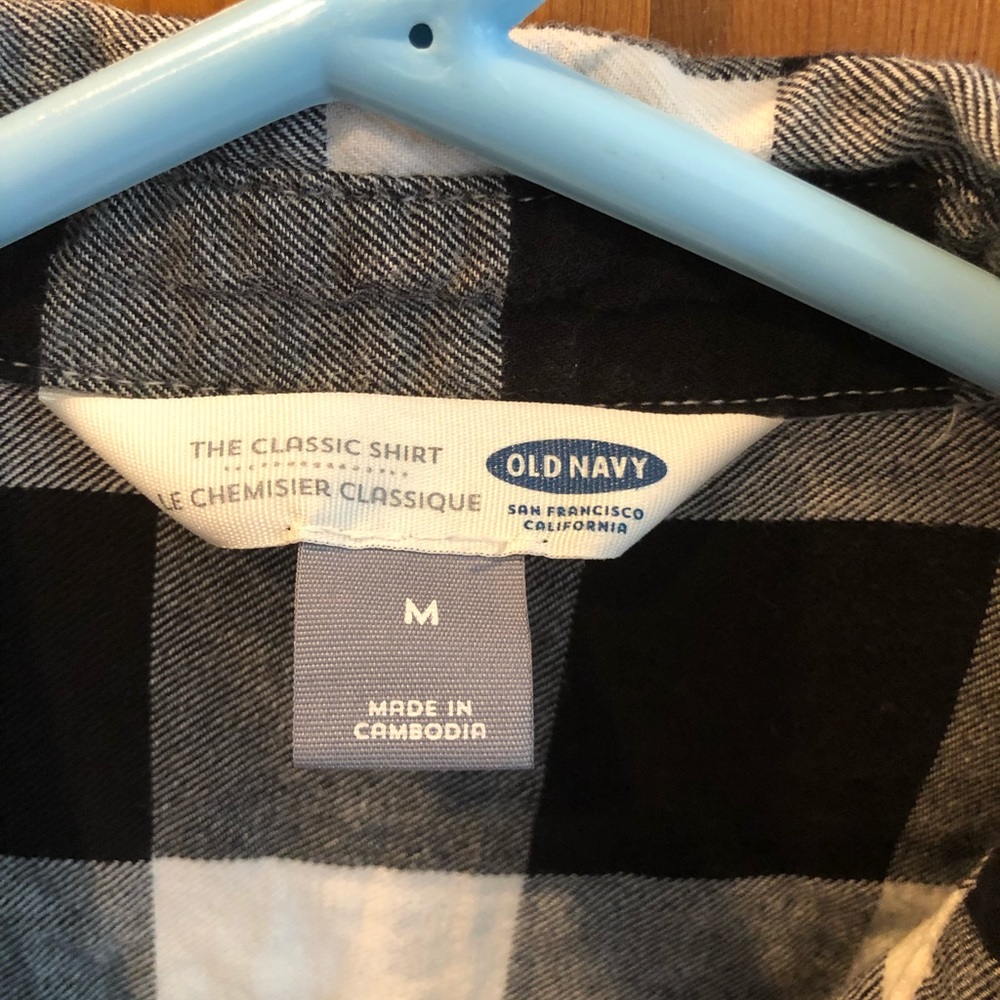 THE CLASSIC SHIRT
LE CHEMISIER CLASSIQUE
OLD NAVY
SAN FRANCISCO
CALIFORNIA
M
MADE IN
CAMBODIA